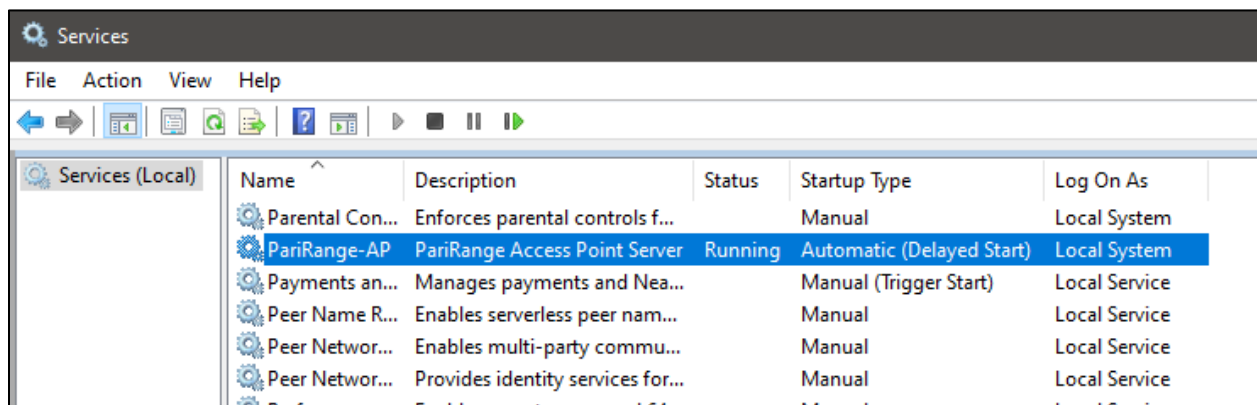 Services
File Action View Help
Services (Local)
Name Description Status Startup Type Log On As
Parental Con... Enforces parental controls f... Manual Local System
PariRange-AP PariRange Access Point Server Running Automatic (Delayed Start) Local System
Payments an... Manages payments and Nea... Manual (Trigger Start) Local Service
Peer Name R... Enables serverless peer nam... Manual Local Service
Peer Networ... Enables multi-party commu... Manual Local Service
Peer Networ... Provides identity services for... Manual Local Service